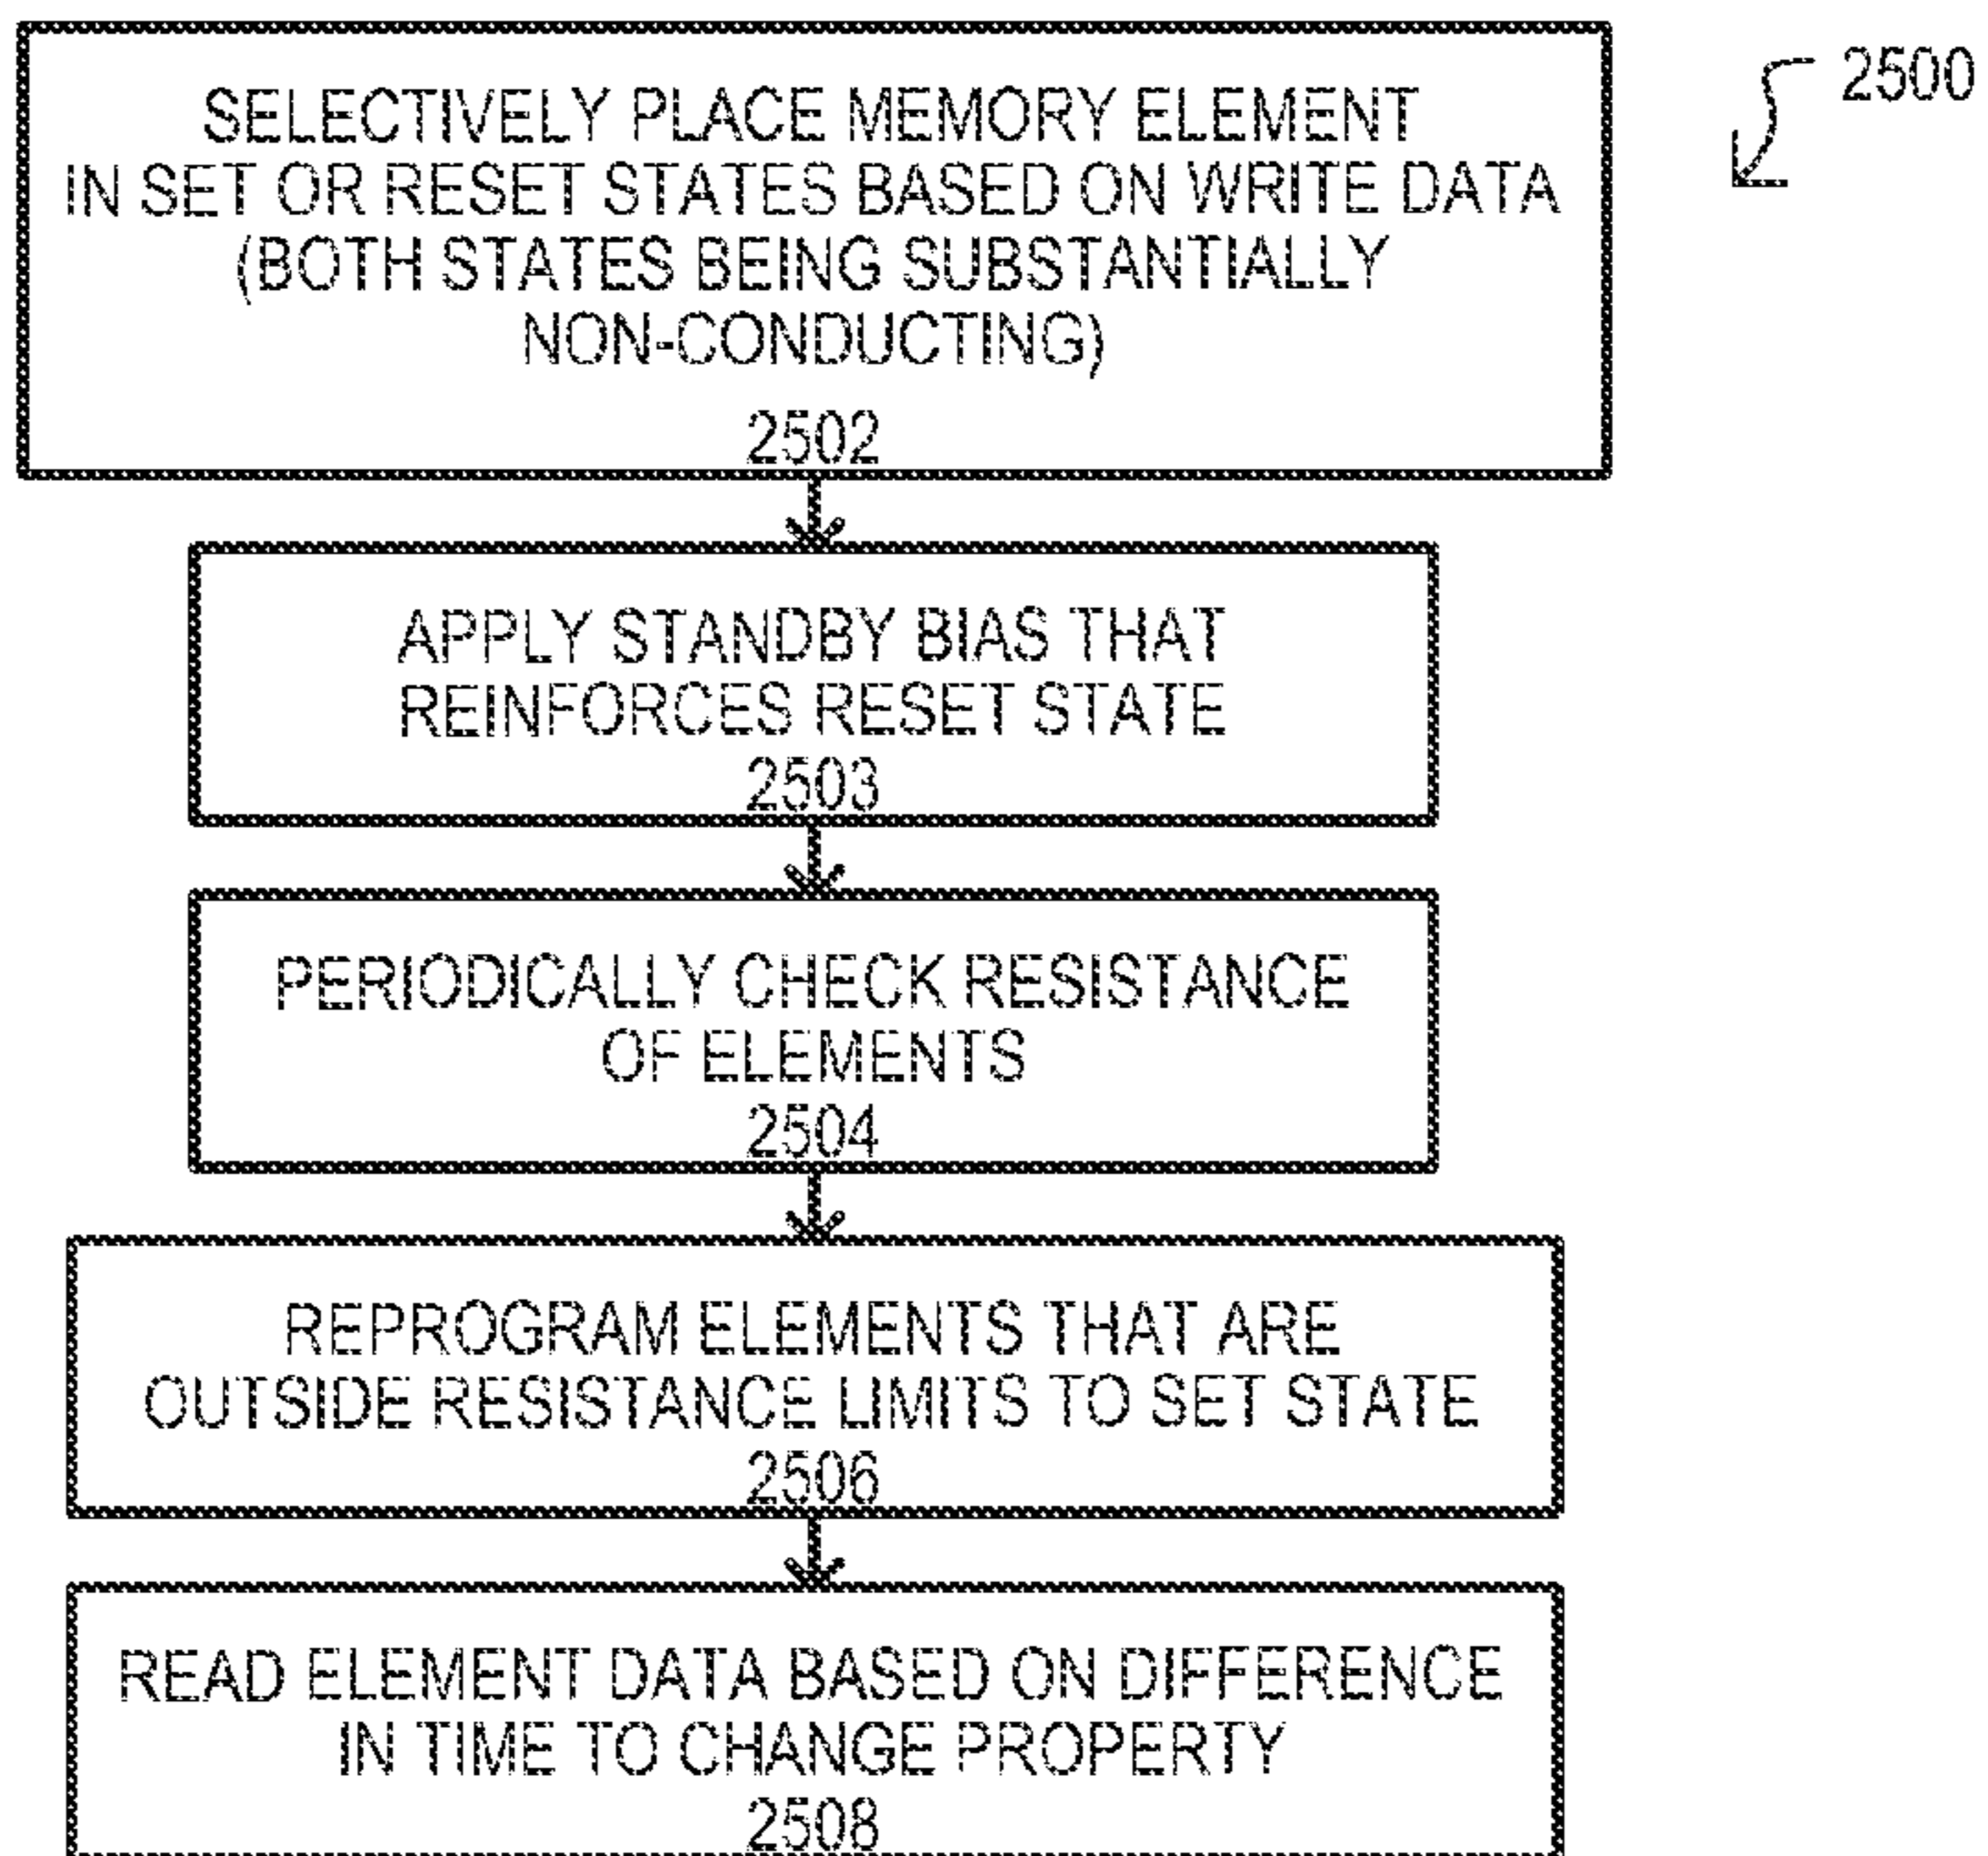 2500
SELECTIVELY PLACE MEMORY ELEMENT
IN SET OR RESET STATES BASED ON WRITE DATA
(BOTH STATES BEING SUBSTANTIALLY
NON-CONDUCTING)
2502
APPLY STANDBY BIAS THAT
REINFORCES RESET STATE
2503
PERIODICALLY CHECK RESISTANCE
OF ELEMENTS
2504
REPROGRAM ELEMENTS THAT ARE
OUTSIDE RESISTANCE LIMITS TO SET STATE
2506
READ ELEMENT DATA BASED ON DIFFERENCE
IN TIME TO CHANGE PROPERTY
2508